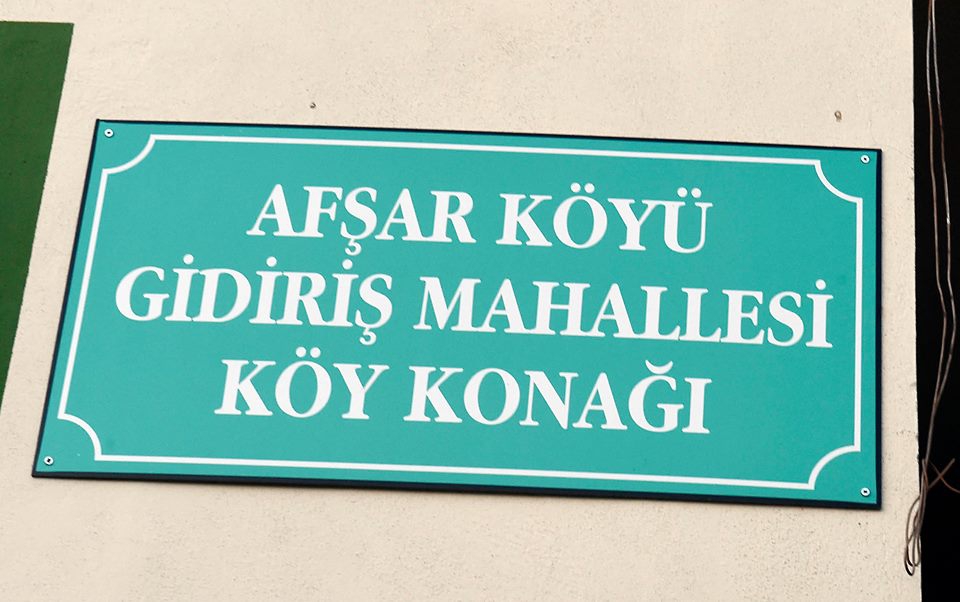 AFŞAR KÖYÜ
GİDİRİŞ MAHALLESİ
KÖY KONAĞI